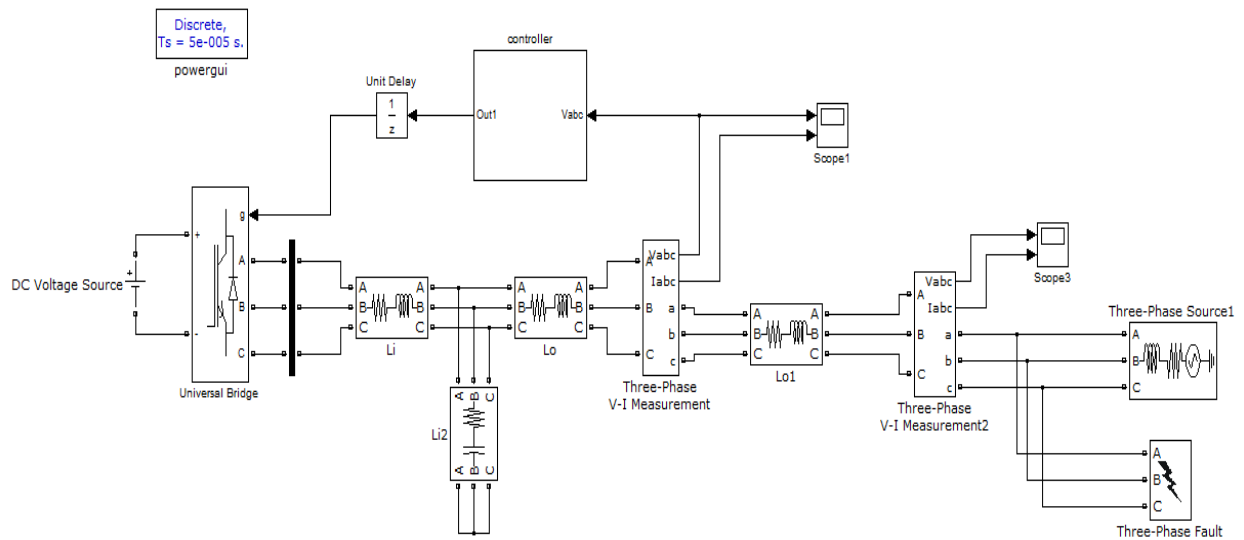 Discrete,
Ts = 5e-005 s.
powergui
controller
Unit Delay
1
z
Out1
Vabc
Scope1
g
+
A
B
C
-
Universal Bridge
DC Voltage Source
+
A
B
C
A
B
C
Li
A
B
C
A
B
C
Lo
A
B
C
Vabc
Iabc
a
b
c
Three-Phase
V-I Measurement
A
B
C
A
B
C
Lo1
A
B
C
Vabc
Iabc
a
b
c
Three-Phase
V-I Measurement2
Scope3
Three-Phase Source1
A
B
C
A
B
C
Three-Phase Fault
A B C
Li2
A B C